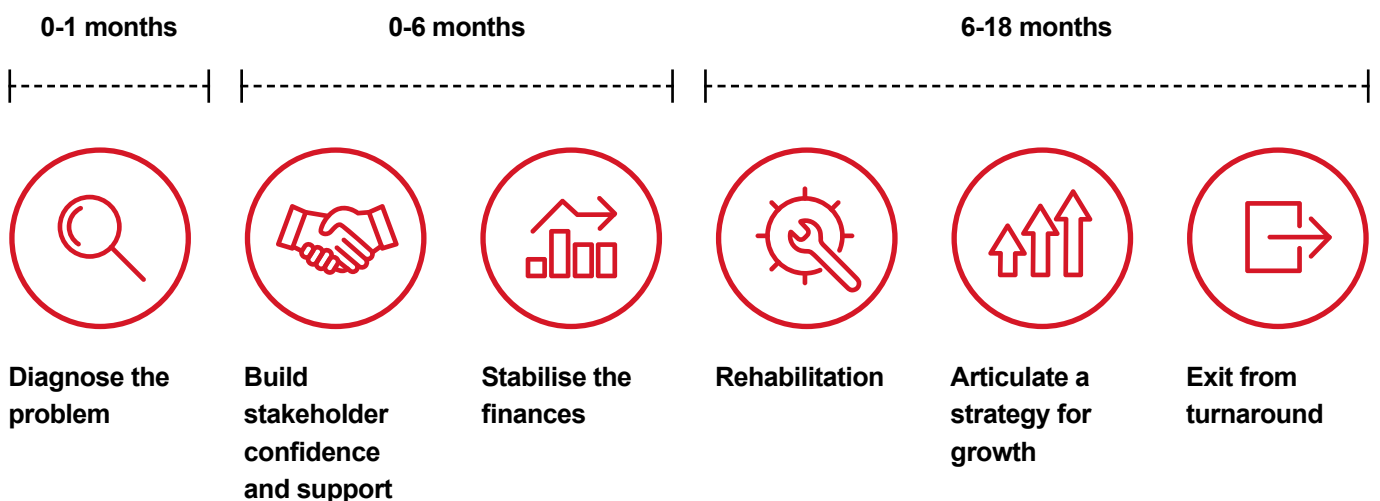 0-1 months
0-6 months
6-18 months
Diagnose the
problem
Build
stakeholder
confidence
and support
Stabilise the
finances
Rehabilitation
Articulate a
strategy for
growth
Exit from
turnaround